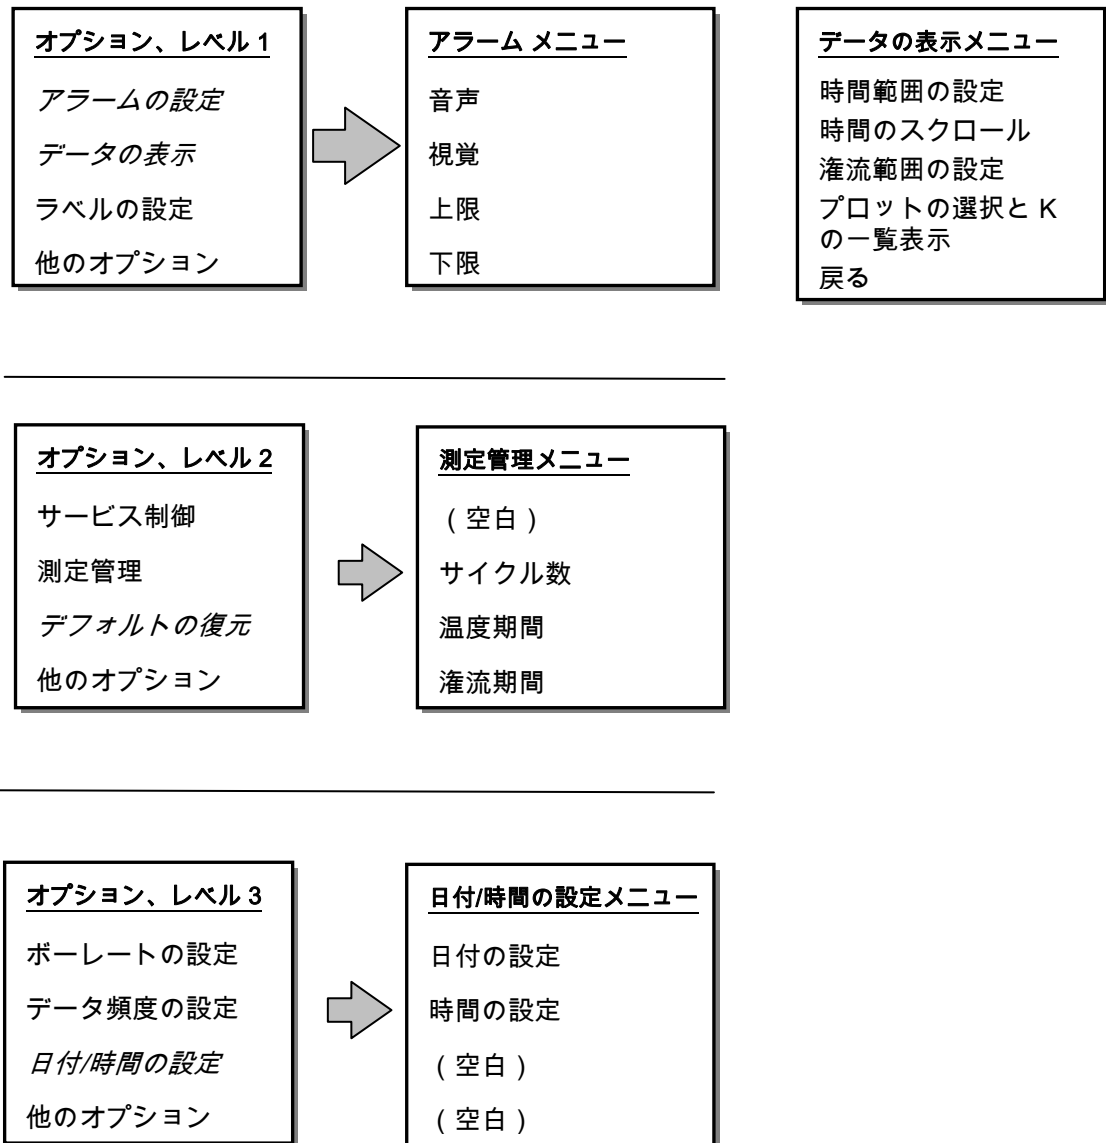 オプション、レベル 1
アラームの設定
データの表示
ラベルの設定
他のオプション
アラーム メニュー
音声
視覚
上限
下限
データの表示メニュー
時間範囲の設定
時間のスクロール
潅流範囲の設定
プロットの選択と K
の一覧表示
戻る
オプション、レベル 2
サービス制御
測定管理
デフォルトの復元
他のオプション
測定管理メニュー
(空白)
サイクル数
温度期間
潅流期間
オプション、レベル 3
ボーレートの設定
データ頻度の設定
日付/時間の設定
他のオプション
日付/時間の設定メニュー
日付の設定
時間の設定
(空白)
(空白)